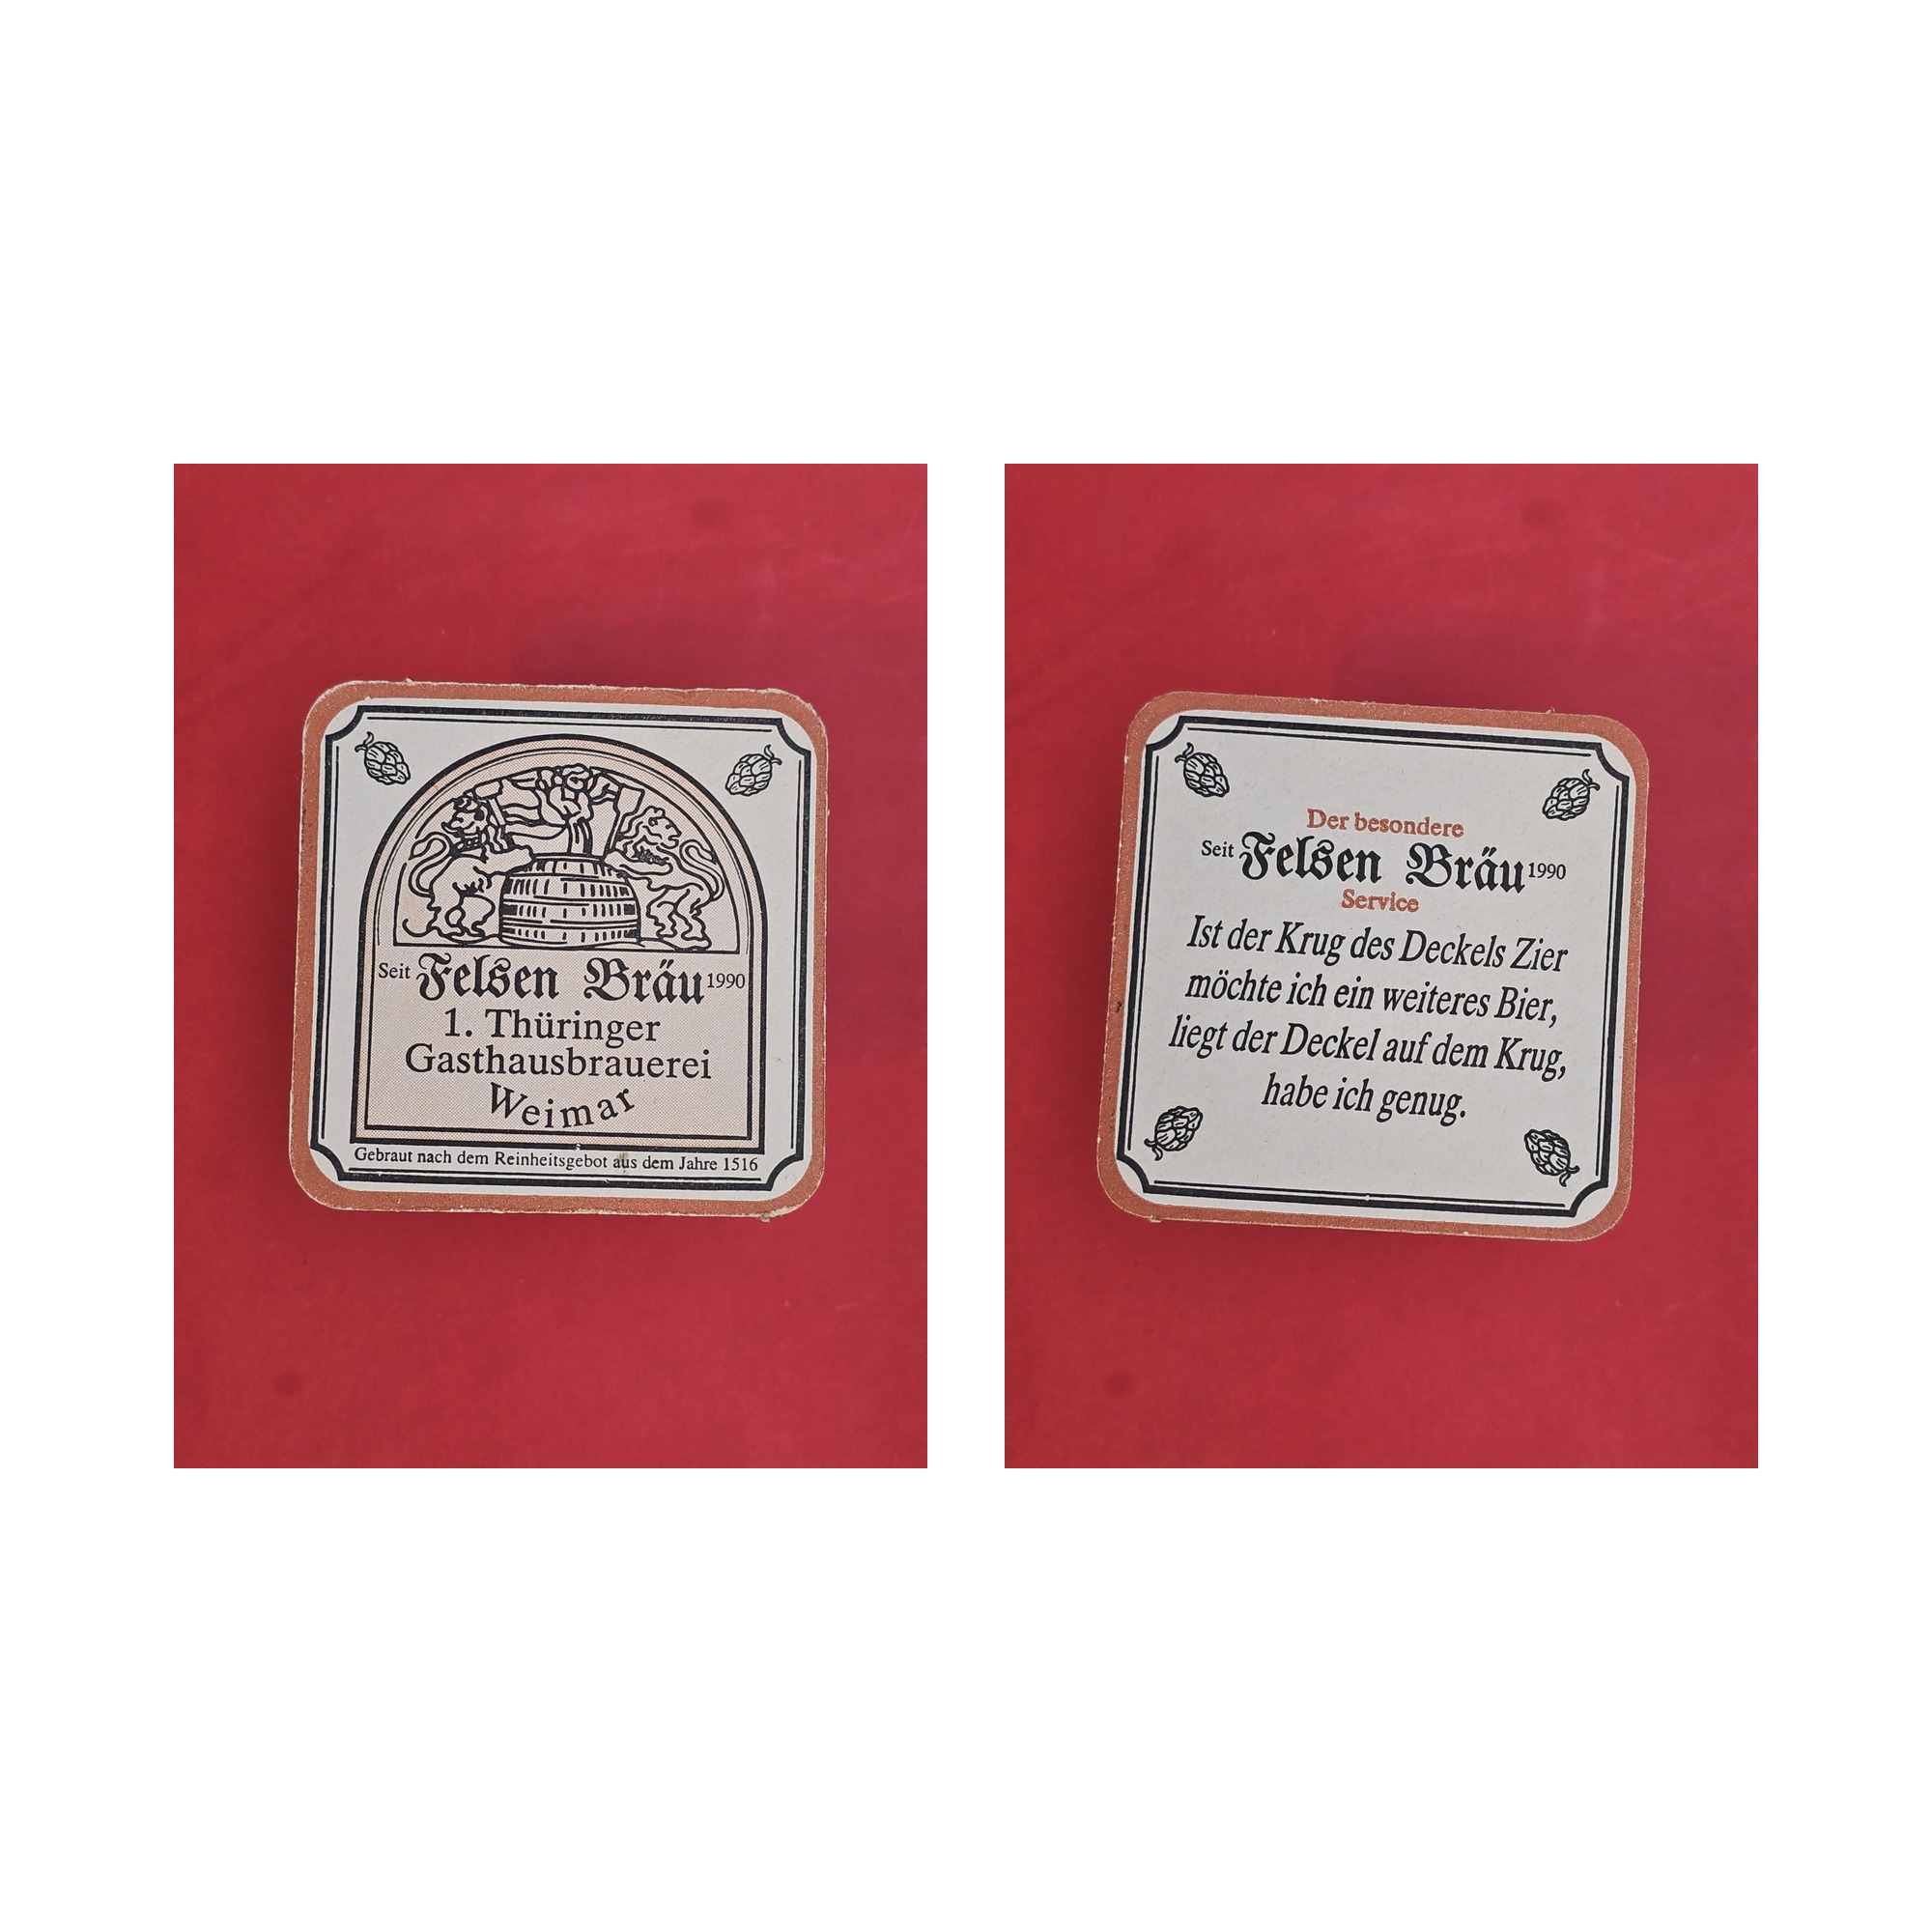 Seit Felsen Bräu 1990
1. Thüringer
Gasthausbrauerei
Weimar
Gebraut nach dem Reinheitsgebot aus dem Jahre 1516
Der besondere
Seit Felsen Bräu 1990
Service
Ist der Krug des Deckels Zier
möchte ich ein weiteres Bier,
liegt der Deckel auf dem Krug,
habe ich genug.